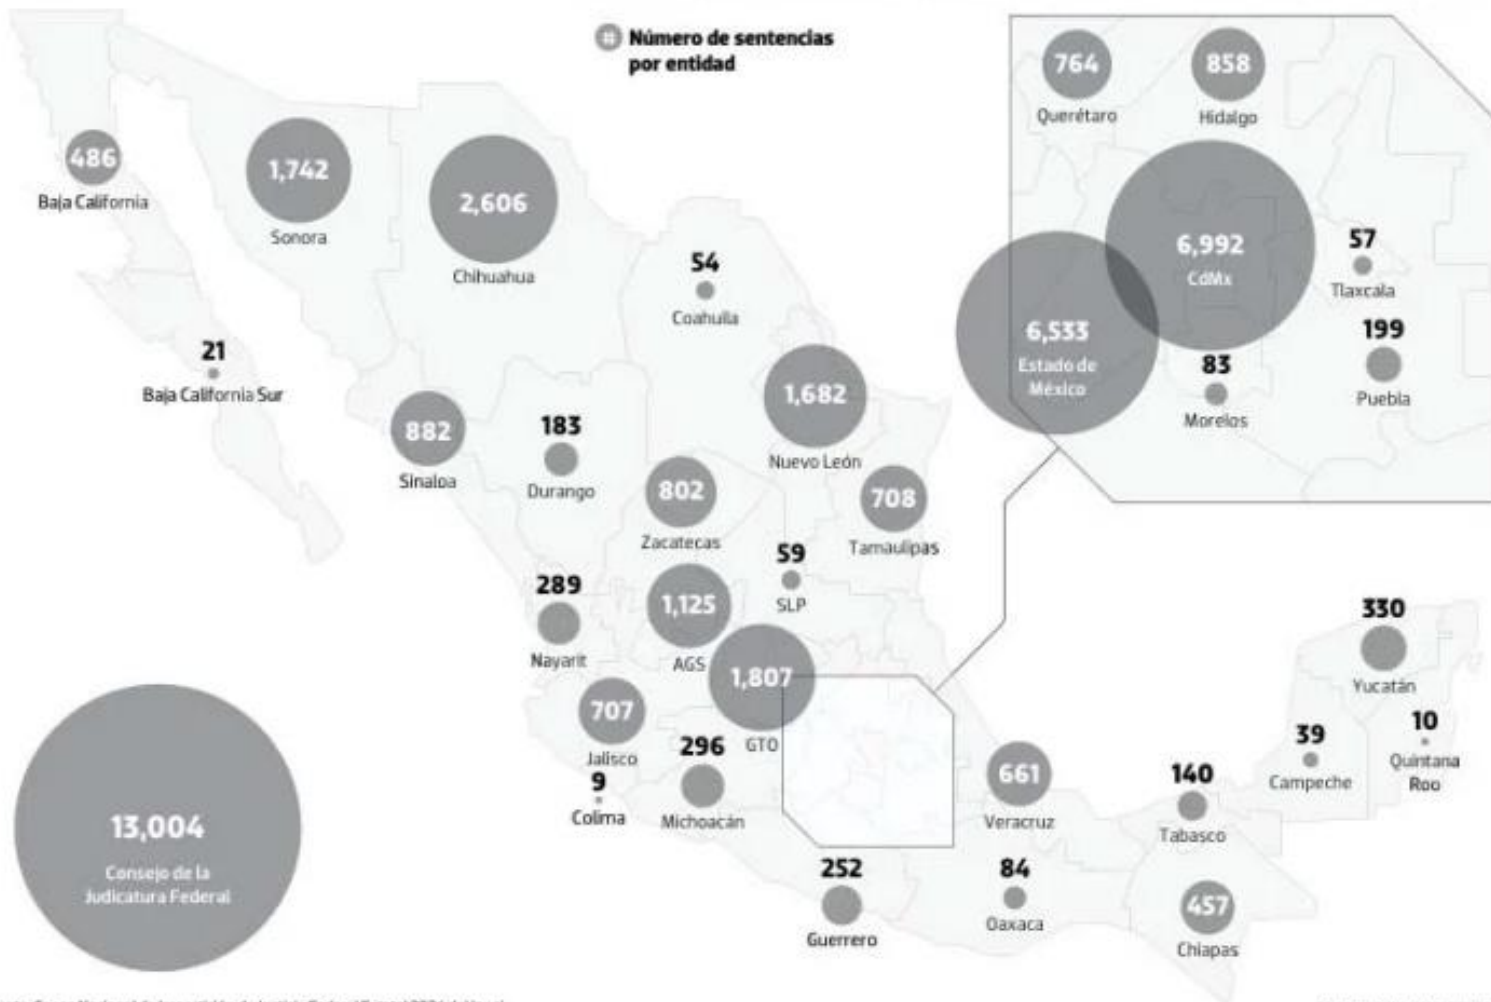 # Número de sentencias
por entidad
486
Baja California
1,742
Sonora
2,606
Chihuahua
54
Coahuila
21
Baja California Sur
882
Sinaloa
183
Durango
1,682
Nuevo León
802
Zacatecas
708
Tamaulipas
59
SLP
289
Nayarit
1,125
AGS
1,807
GTO
707
Jalisco
9
Colima
296
Michoacán
13,004
Consejo de la
Judicatura Federal
252
Guerrero
661
Veracruz
84
Oaxaca
140
Tabasco
457
Chiapas
39
Campeche
330
Yucatán
10
Quintana
Roo
764
Querétaro
858
Hidalgo
6,992
CdMx
6,533
Estado de
México
57
Tlaxcala
83
Morelos
199
Puebla